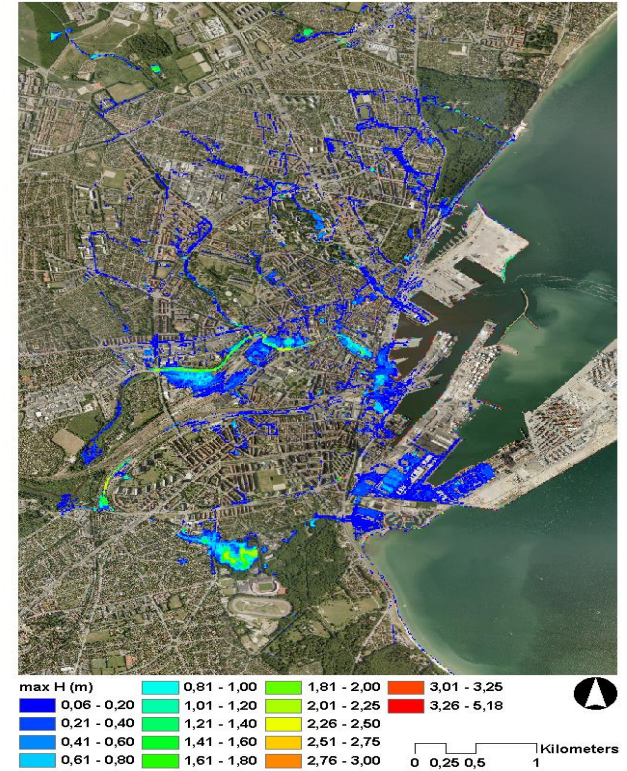 max H (m)
0,06 - 0,20
0,21 - 0,40
0,41 - 0,60
0,61 - 0,80
0,81 - 1,00
1,01 - 1,20
1,21 - 1,40
1,41 - 1,60
1,61 - 1,80
1,81 - 2,00
2,01 - 2,25
2,26 - 2,50
2,51 - 2,75
2,76 - 3,00
3,01 - 3,25
3,26 - 5,18
Kilometers
0 0,25 0,5 1